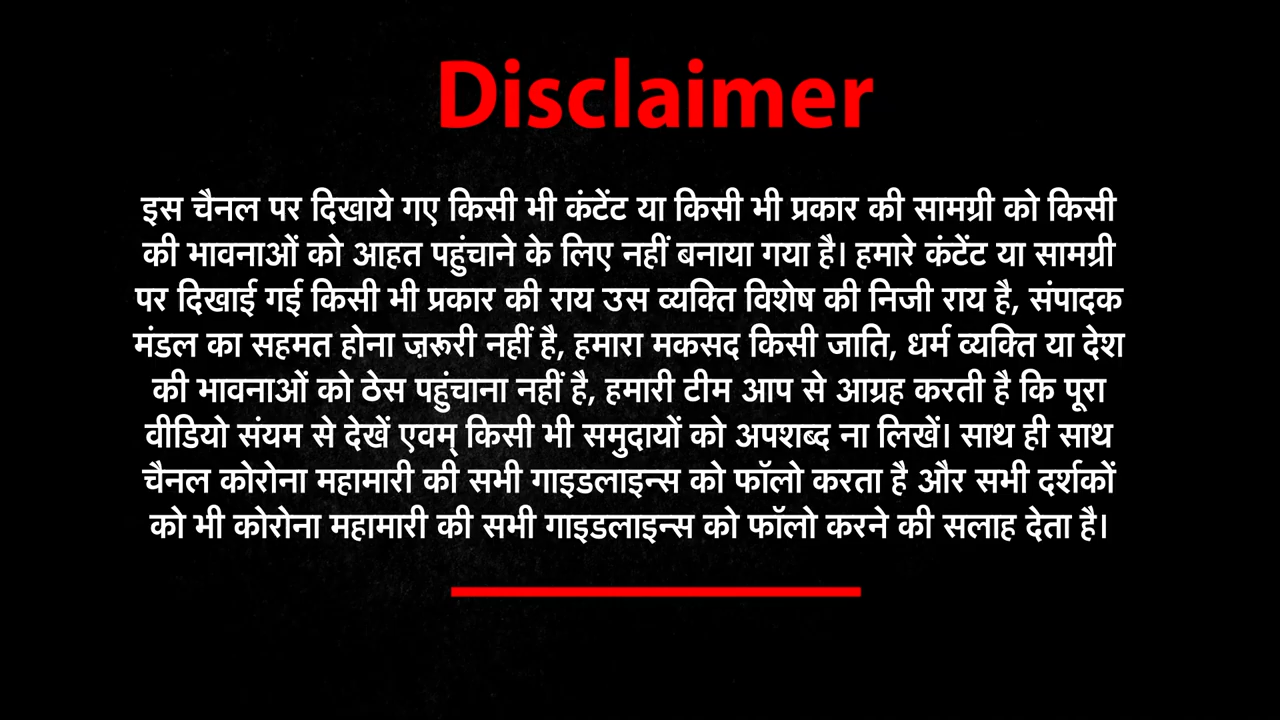 Disclaimer
इस चैनल पर दिखाये गए किसी भी कंटेंट या किसी भी प्रकार की सामग्री को किसी
की भावनाओं को आहत पहुंचाने के लिए नहीं बनाया गया है। हमारे कंटेंट या सामग्री
पर दिखाई गई किसी भी प्रकार की राय उस व्यक्ति विशेष की निजी राय है, संपादक
मंडल का सहमत होना ज़रूरी नहीं है, हमारा मकसद किसी जाति, धर्म व्यक्ति या देश
की भावनाओं को ठेस पहुंचाना नहीं है, हमारी टीम आप से आग्रह करती है कि पूरा
वीडियो संयम से देखें एवम् किसी भी समुदायों को अपशब्द ना लिखें। साथ ही साथ
चैनल कोरोना महामारी की सभी गाइडलाइन्स को फॉलो करता है और सभी दर्शकों
को भी कोरोना महामारी की सभी गाइडलाइन्स को फॉलो करने की सलाह देता है।